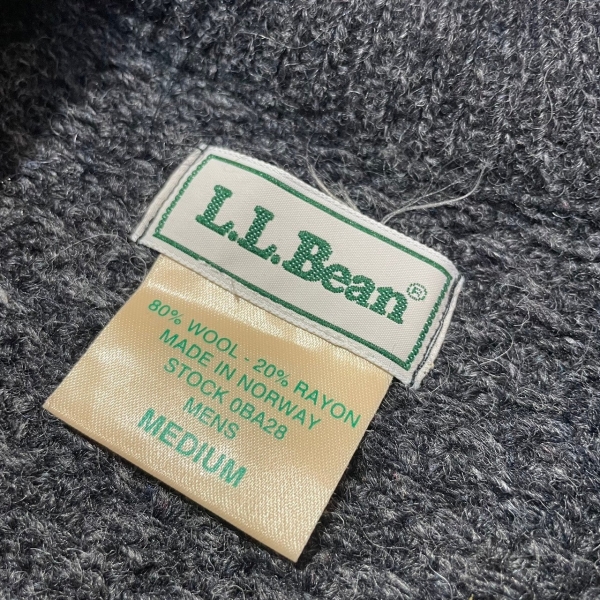 L.L.Bean®
80% WOOL - 20% RAYON
MADE IN NORWAY
STOCK 0BA28
MENS
MEDIUM